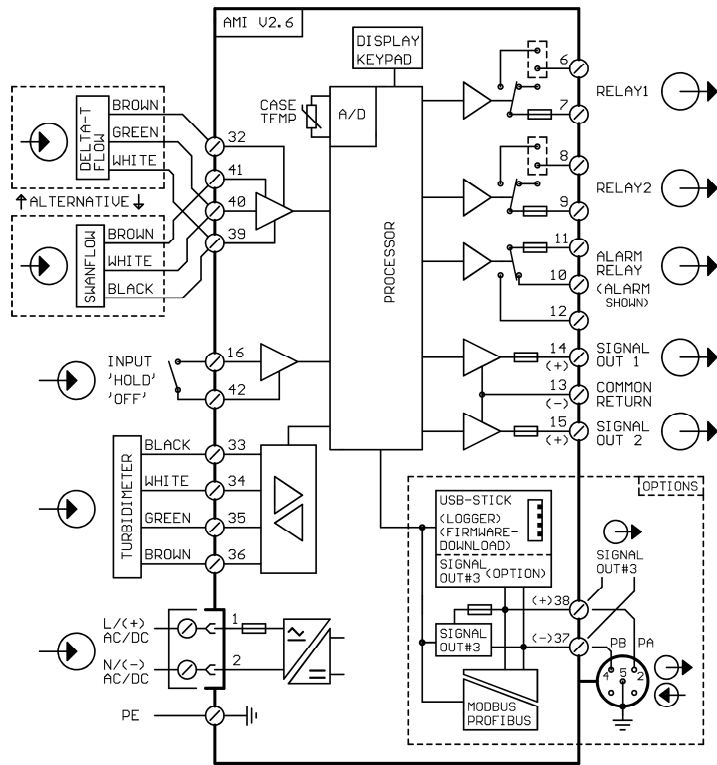 AMI V2.6
DISPLAY
KEYPAD
CASE
TEMP
A/D
PROCESSOR
DELTA-T
FLOW
BROWN
GREEN
WHITE
↑ALTERNATIVE↓
SWANFLOW
BROWN
WHITE
BLACK
32
41
40
39
INPUT
'HOLD'
'OFF'
16
42
TURBIDIMETER
BLACK
WHITE
GREEN
BROWN
33
34
35
36
L/(+)
AC/DC
N/(-)
AC/DC
1
2
PE
6
7
RELAY1
8
9
RELAY2
11
10
12
ALARM
RELAY
(ALARM
SHOWN)
14
(+)
SIGNAL
OUT 1
13
(-)
COMMON
RETURN
15
(+)
SIGNAL
OUT 2
OPTIONS
USB-STICK
(LOGGER)
(FIRMWARE-
DOWNLOAD)
SIGNAL
OUT#3 (OPTION)
SIGNAL
OUT#3
(+)38
SIGNAL
OUT#3
(-)37
PB PA
4 5 2
MODBUS
PROFIBUS